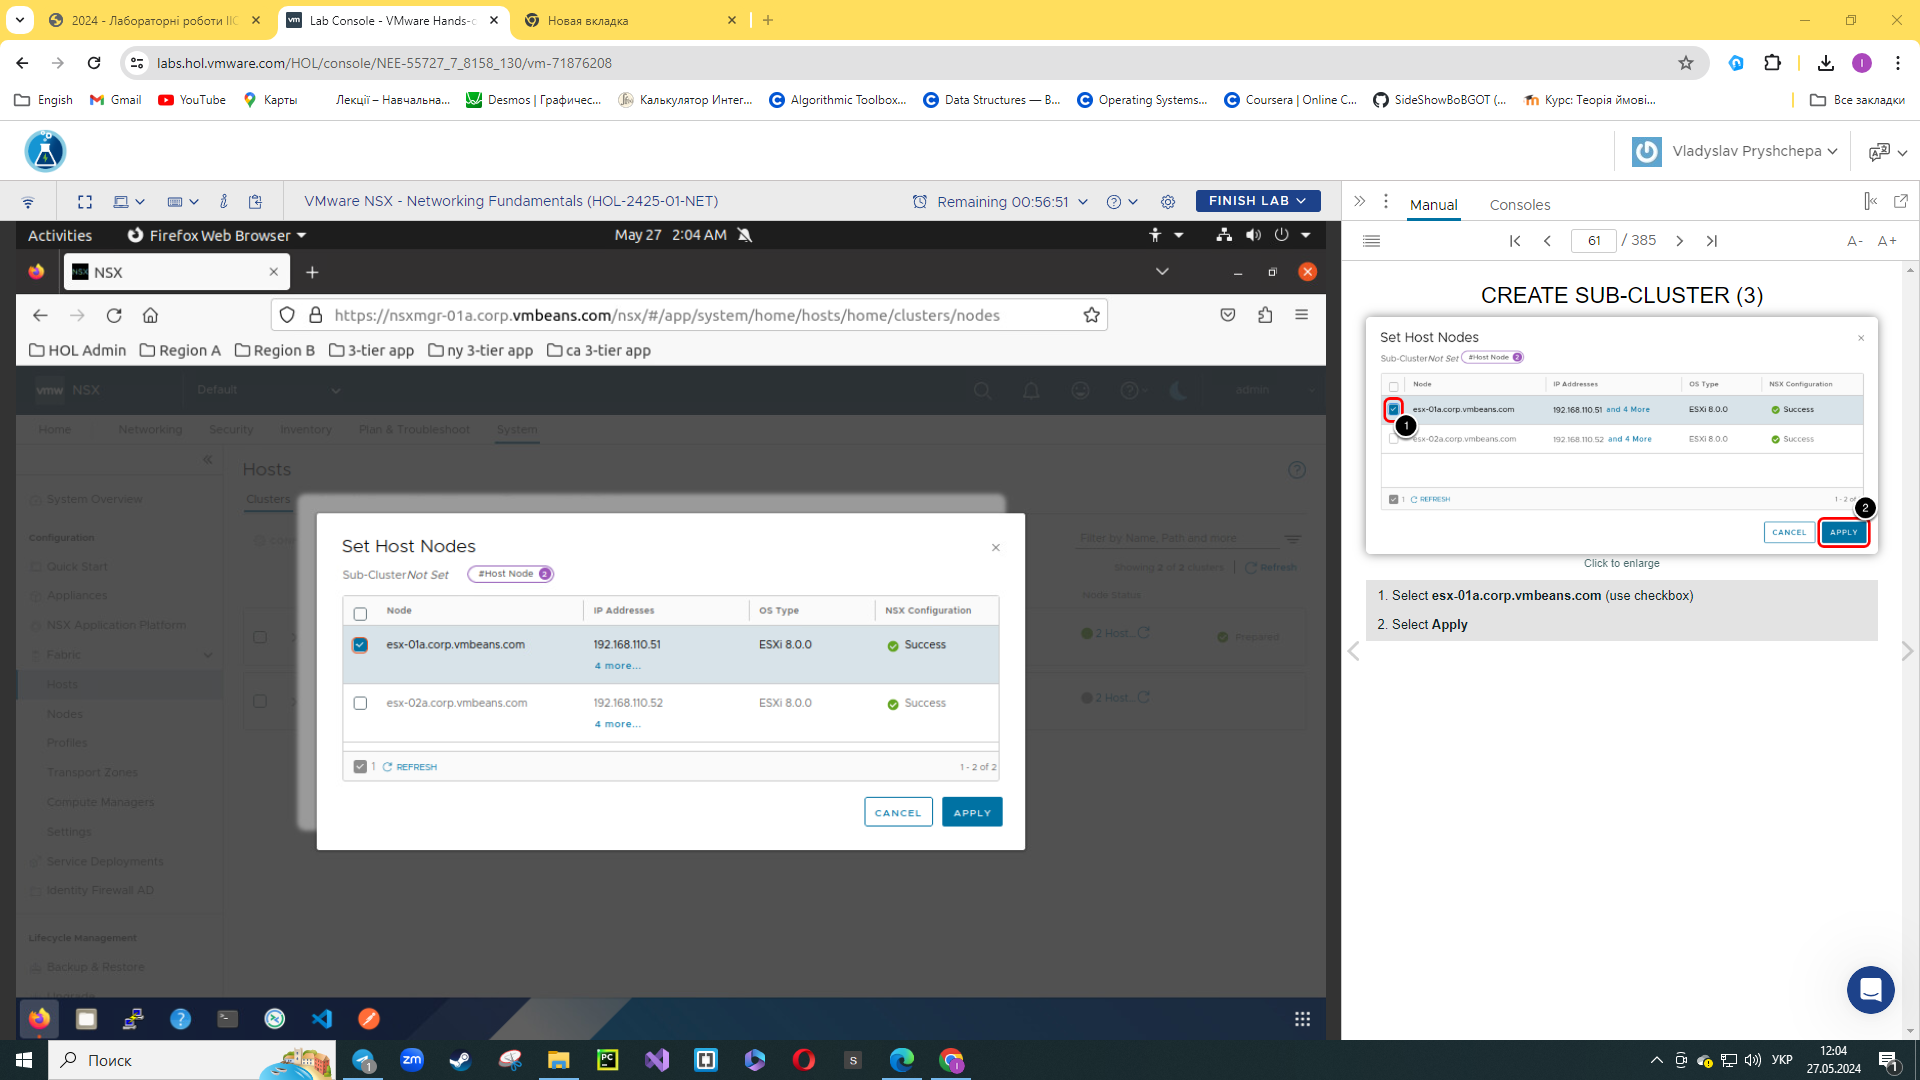 2024 - Лабораторні роботи ІІС
Lab Console - VMware Hands-o
Новая вкладка
labs.hol.vmware.com/HOL/console/NEE-55727_7_8158_130/vm-71876208
Engish
Gmail
YouTube
Карты
Лекції – Навчальна...
Desmos | Графичес...
Калькулятор Интег...
Algorithmic Toolbox...
Data Structures — В...
Operating Systems...
Coursera | Online C...
SideShowBoBGOT (...
Курс: Теорія ймові...
Все закладки
Vladyslav Pryshchepa
VMware NSX - Networking Fundamentals (HOL-2425-01-NET)
Remaining 00:56:51
FINISH LAB
Manual
Consoles
61 / 385
A- A+
Activities
Firefox Web Browser
May 27 2:04 AM
NSX
https://nsxmgr-01a.corp.vmbeans.com/nsx/#/app/system/home/hosts/home/clusters/nodes
HOL Admin
Region A
Region B
3-tier app
ny 3-tier app
ca 3-tier app
vmw NSX
Default
admin
Home
Networking
Security
Inventory
Plan & Troubleshoot
System
System Overview
Configuration
Quick Start
Appliances
NSX Application Platform
Fabric
Hosts
Nodes
Profiles
Transport Zones
Compute Managers
Settings
Service Deployments
Identity Firewall AD
Lifecycle Management
Backup & Restore
Hosts
Clusters
Filter by Name, Path and more
Showing 2 of 2 clusters
Refresh
Node Status
2 Host...
Prepared
2 Host...
Set Host Nodes
Sub-Cluster Not Set
#Host Node 2
Node
IP Addresses
OS Type
NSX Configuration
esx-01a.corp.vmbeans.com
192.168.110.51
ESXi 8.0.0
Success
4 more...
esx-02a.corp.vmbeans.com
192.168.110.52
ESXi 8.0.0
Success
4 more...
1 REFRESH
1 - 2 of 2
CANCEL
APPLY
CREATE SUB-CLUSTER (3)
Set Host Nodes
Sub-Cluster Not Set
#Host Node 2
Node
IP Addresses
OS Type
NSX Configuration
esx-01a.corp.vmbeans.com
192.168.110.51 and 4 More
ESXi 8.0.0
Success
1
esx-02a.corp.vmbeans.com
192.168.110.52 and 4 More
ESXi 8.0.0
Success
1 REFRESH
1 - 2 of
2
CANCEL
APPLY
Click to enlarge
1. Select esx-01a.corp.vmbeans.com (use checkbox)
2. Select Apply
Поиск
УКР
12:04
27.05.2024
1